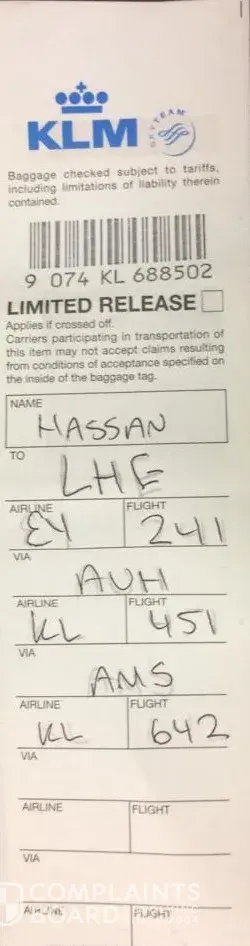 KLM
SKYTEAM
Baggage checked subject to tariffs,
including limitations of liability therein
contained.
9 074 KL 688502
LIMITED RELEASE
Applies if crossed off.
Carriers participating in transportation of
this item may not accept claims resulting
from conditions of acceptance specified on
the inside of the baggage tag.
NAME
HASSAN
TO
LHE
AIRLINE FLIGHT
EY 241
VIA
AUH
AIRLINE FLIGHT
KL 451
VIA
AMS
AIRLINE FLIGHT
KL 642
VIA
AIRLINE FLIGHT
VIA
COMPLAINTS
BOARD
AIRLINE FLIGHT